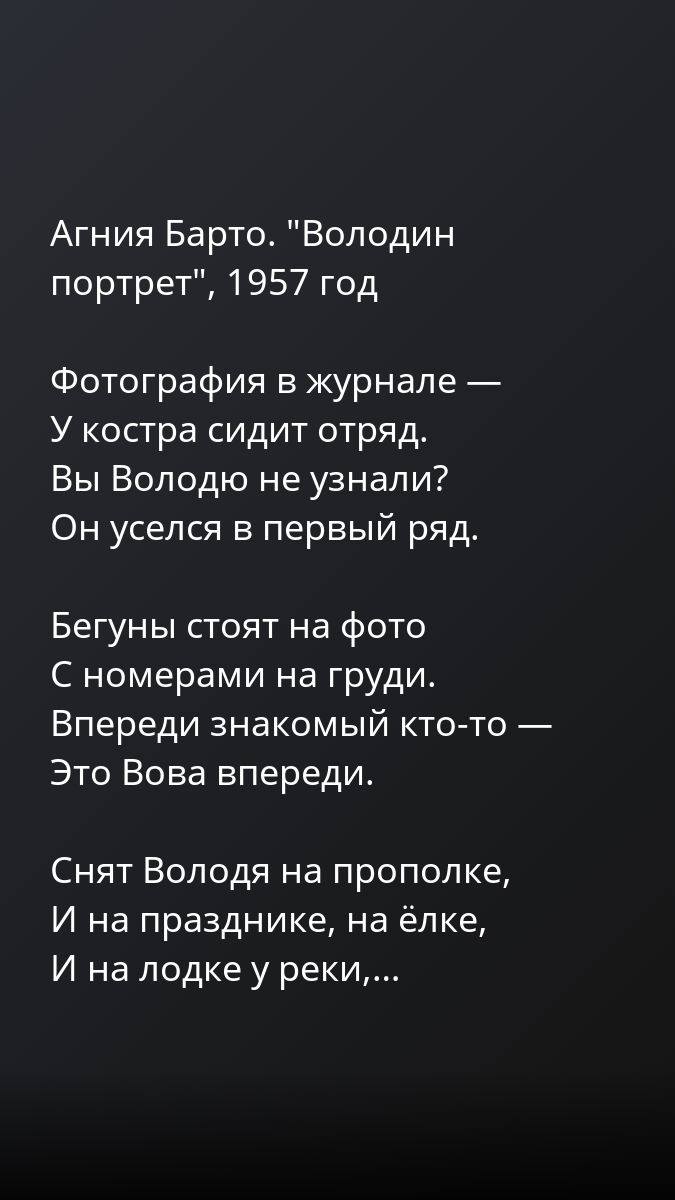 Агния Барто. "Володин
портрет", 1957 год
Фотография в журнале —
У костра сидит отряд.
Вы Володю не узнали?
Он уселся в первый ряд.
Бегуны стоят на фото
С номерами на груди.
Впереди знакомый кто-то —
Это Вова впереди.
Снят Володя на прополке,
И на празднике, на ёлке,
И на лодке у реки,...